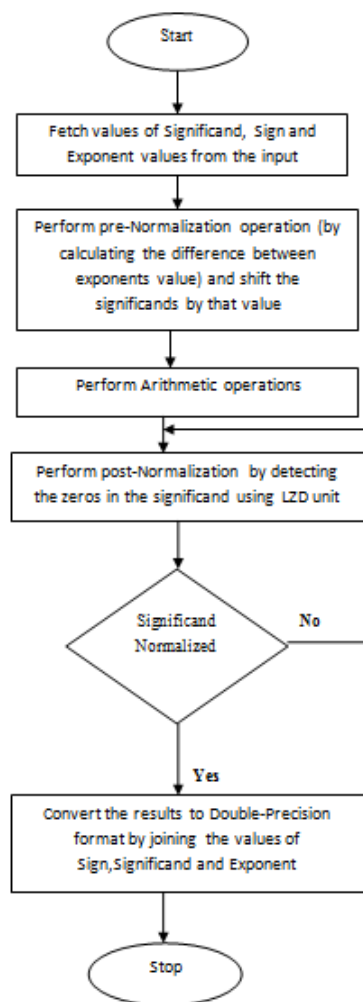 Start
Fetch values of Significand, Sign and
Exponent values from the input
Perform pre-Normalization operation (by
calculating the difference between
exponents value) and shift the
significands by that value
Perform Arithmetic operations
Perform post-Normalization by detecting
the zeros in the significand using LZD unit
Significand
Normalized
No
Yes
Convert the results to Double-Precision
format by joining the values of
Sign,Significand and Exponent
Stop